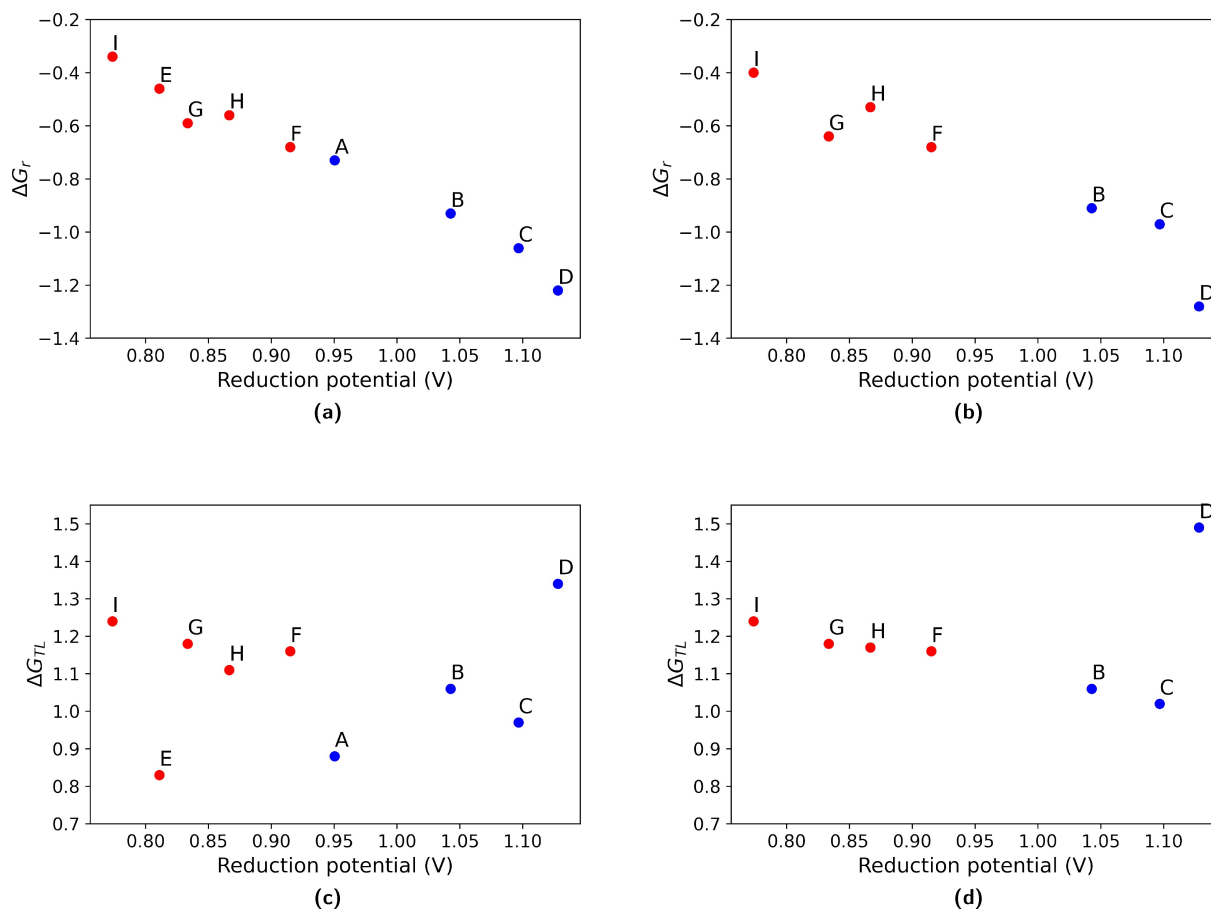 −0.2
−0.4
−0.6
−0.8
−1.0
−1.2
−1.4
ΔG_r
I
E
G
H
F
A
B
C
D
0.80 0.85 0.90 0.95 1.00 1.05 1.10
Reduction potential (V)
(a)
−0.2
−0.4
−0.6
−0.8
−1.0
−1.2
−1.4
ΔG_r
I
G
H
F
B
C
D
0.80 0.85 0.90 0.95 1.00 1.05 1.10
Reduction potential (V)
(b)
1.5
1.4
1.3
1.2
1.1
1.0
0.9
0.8
0.7
ΔG_TL
I
E
G
H
F
A
B
C
D
0.80 0.85 0.90 0.95 1.00 1.05 1.10
Reduction potential (V)
(c)
1.5
1.4
1.3
1.2
1.1
1.0
0.9
0.8
0.7
ΔG_TL
I
G
H
F
B
C
D
0.80 0.85 0.90 0.95 1.00 1.05 1.10
Reduction potential (V)
(d)